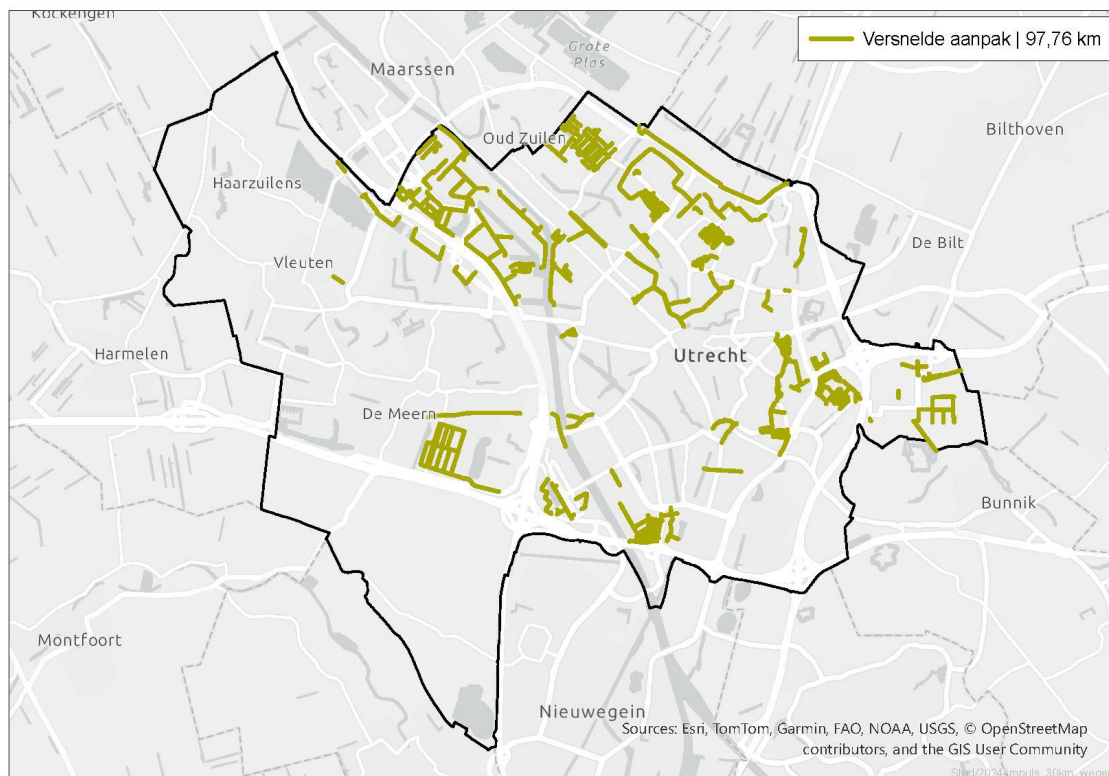 Kockengen
Versnelde aanpak | 97,76 km
Grote
Plas
Maarssen
Bilthoven
Oud Zuilen
Haarzuilens
De Bilt
Vleuten
Harmelen
Utrecht
De Meern
Bunnik
Montfoort
Nieuwegein
Sources: Esri, TomTom, Garmin, FAO, NOAA, USGS, © OpenStreetMap
contributors, and the GIS User Community